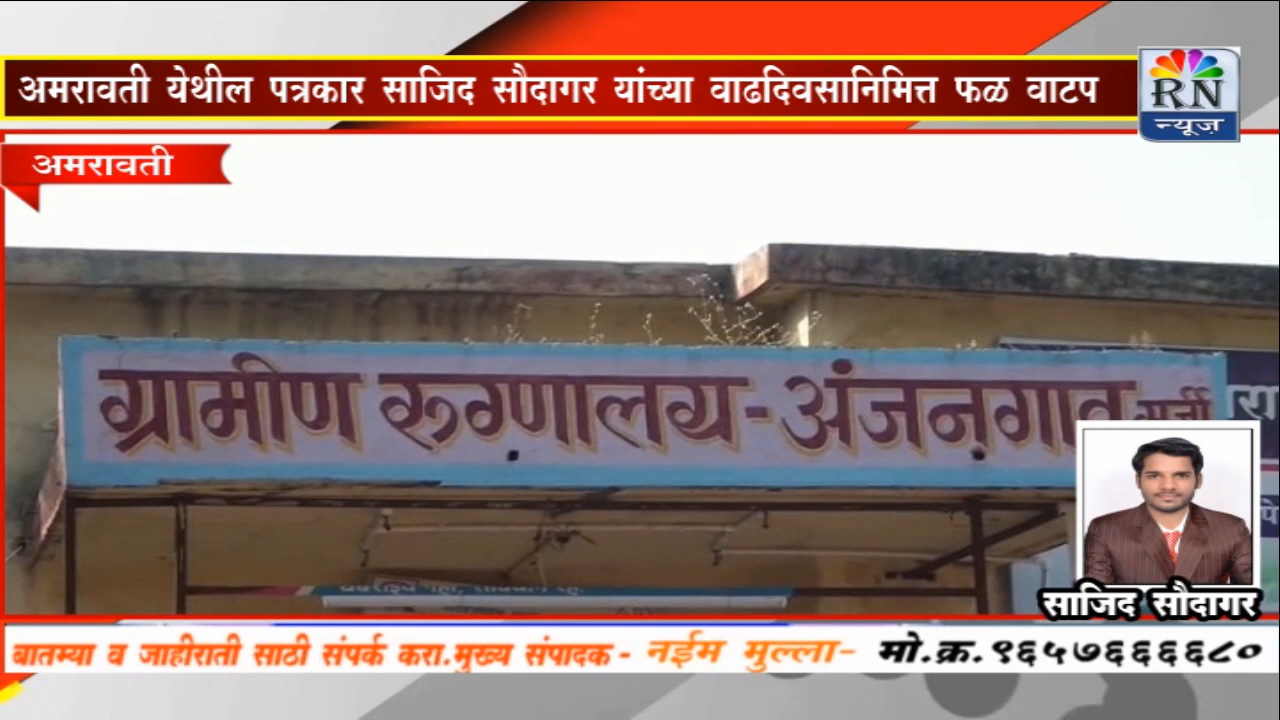 अमरावती येथील पत्रकार साजिद सौदागर यांच्या वाढदिवसानिमित्त फळ वाटप
RN
न्यूज़
अमरावती
ग्रामीण रुग्णालय-अंजनगाव सुर्जी
साजिद सौदागर
बातम्या व जाहीराती साठी संपर्क करा.मुख्य संपादक - नईम मुल्ला- मो.क्र.९६५७६६६६८०